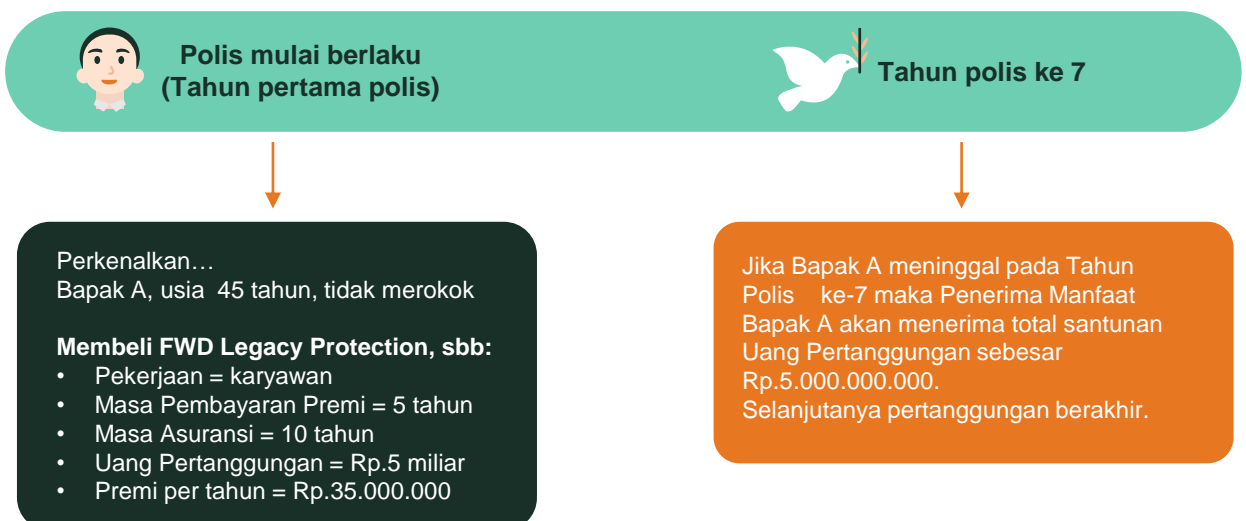 Polis mulai berlaku
(Tahun pertama polis)
Tahun polis ke 7
Perkenalkan…
Bapak A, usia  45 tahun, tidak merokok
Membeli FWD Legacy Protection, sbb:
• Pekerjaan = karyawan
• Masa Pembayaran Premi = 5 tahun
• Masa Asuransi = 10 tahun
• Uang Pertanggungan = Rp.5 miliar
• Premi per tahun = Rp.35.000.000
Jika Bapak A meninggal pada Tahun
Polis    ke-7 maka Penerima Manfaat
Bapak A akan menerima total santunan
Uang Pertanggungan sebesar
Rp.5.000.000.000.
Selanjutanya pertanggungan berakhir.